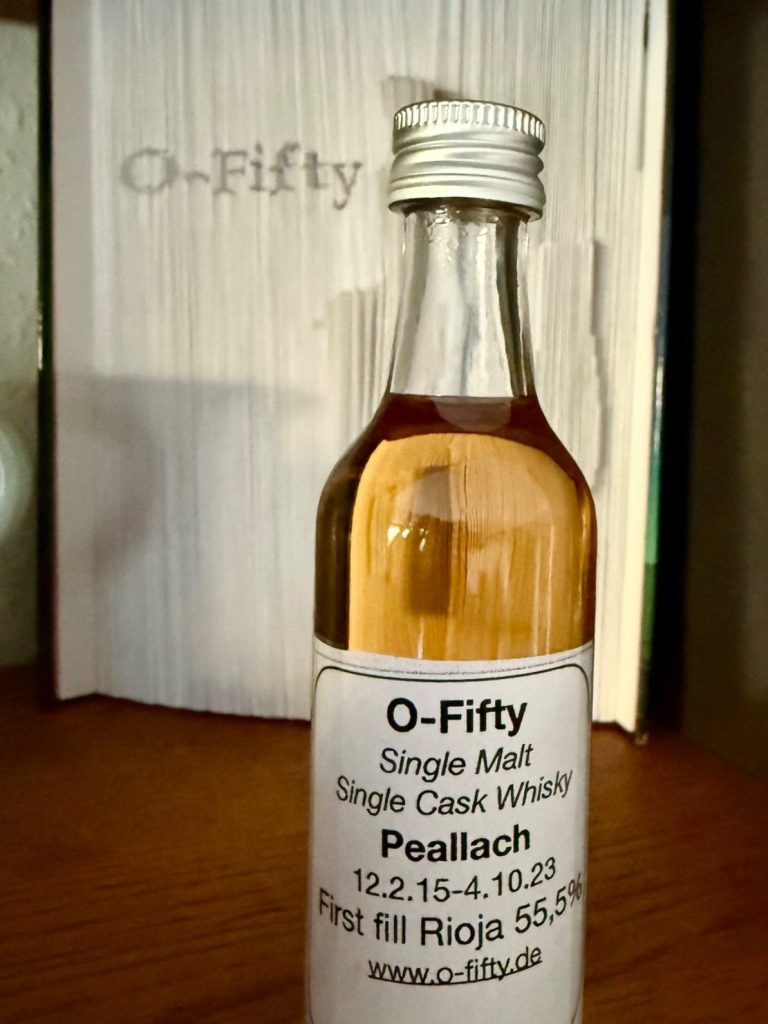 O-Fifty
O-Fifty
Single Malt
Single Cask Whisky
Peallach
12.2.15-4.10.23
First fill Rioja 55,5%
www.o-fifty.de